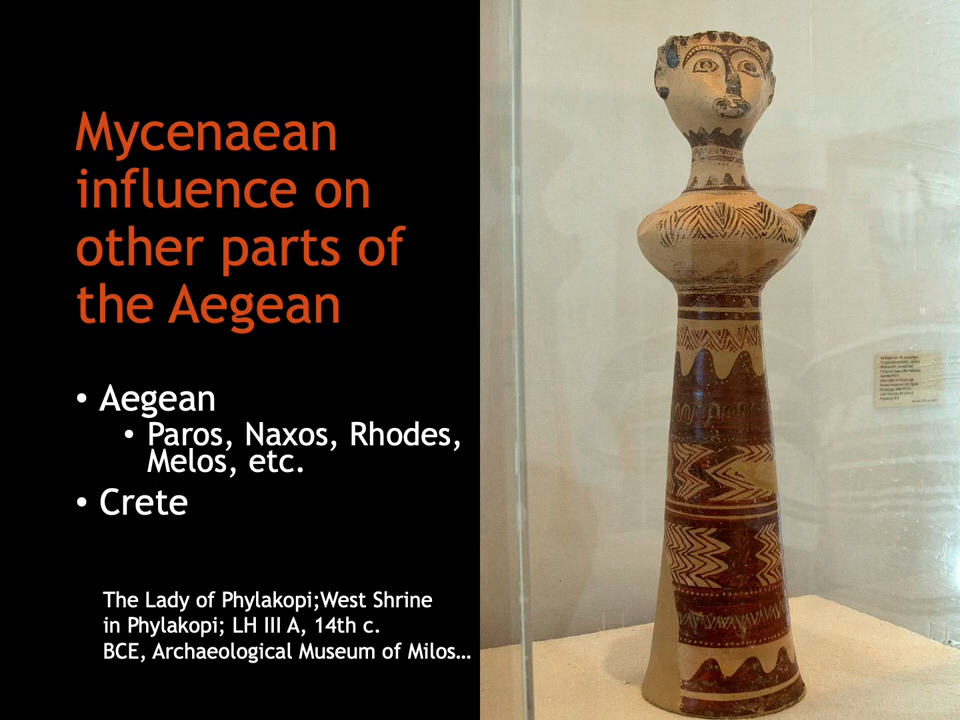 Mycenaean
influence on
other parts of
the Aegean
• Aegean
• Paros, Naxos, Rhodes,
Melos, etc.
• Crete
The Lady of Phylakopi;West Shrine
in Phylakopi; LH III A, 14th c.
BCE, Archaeological Museum of Milos…